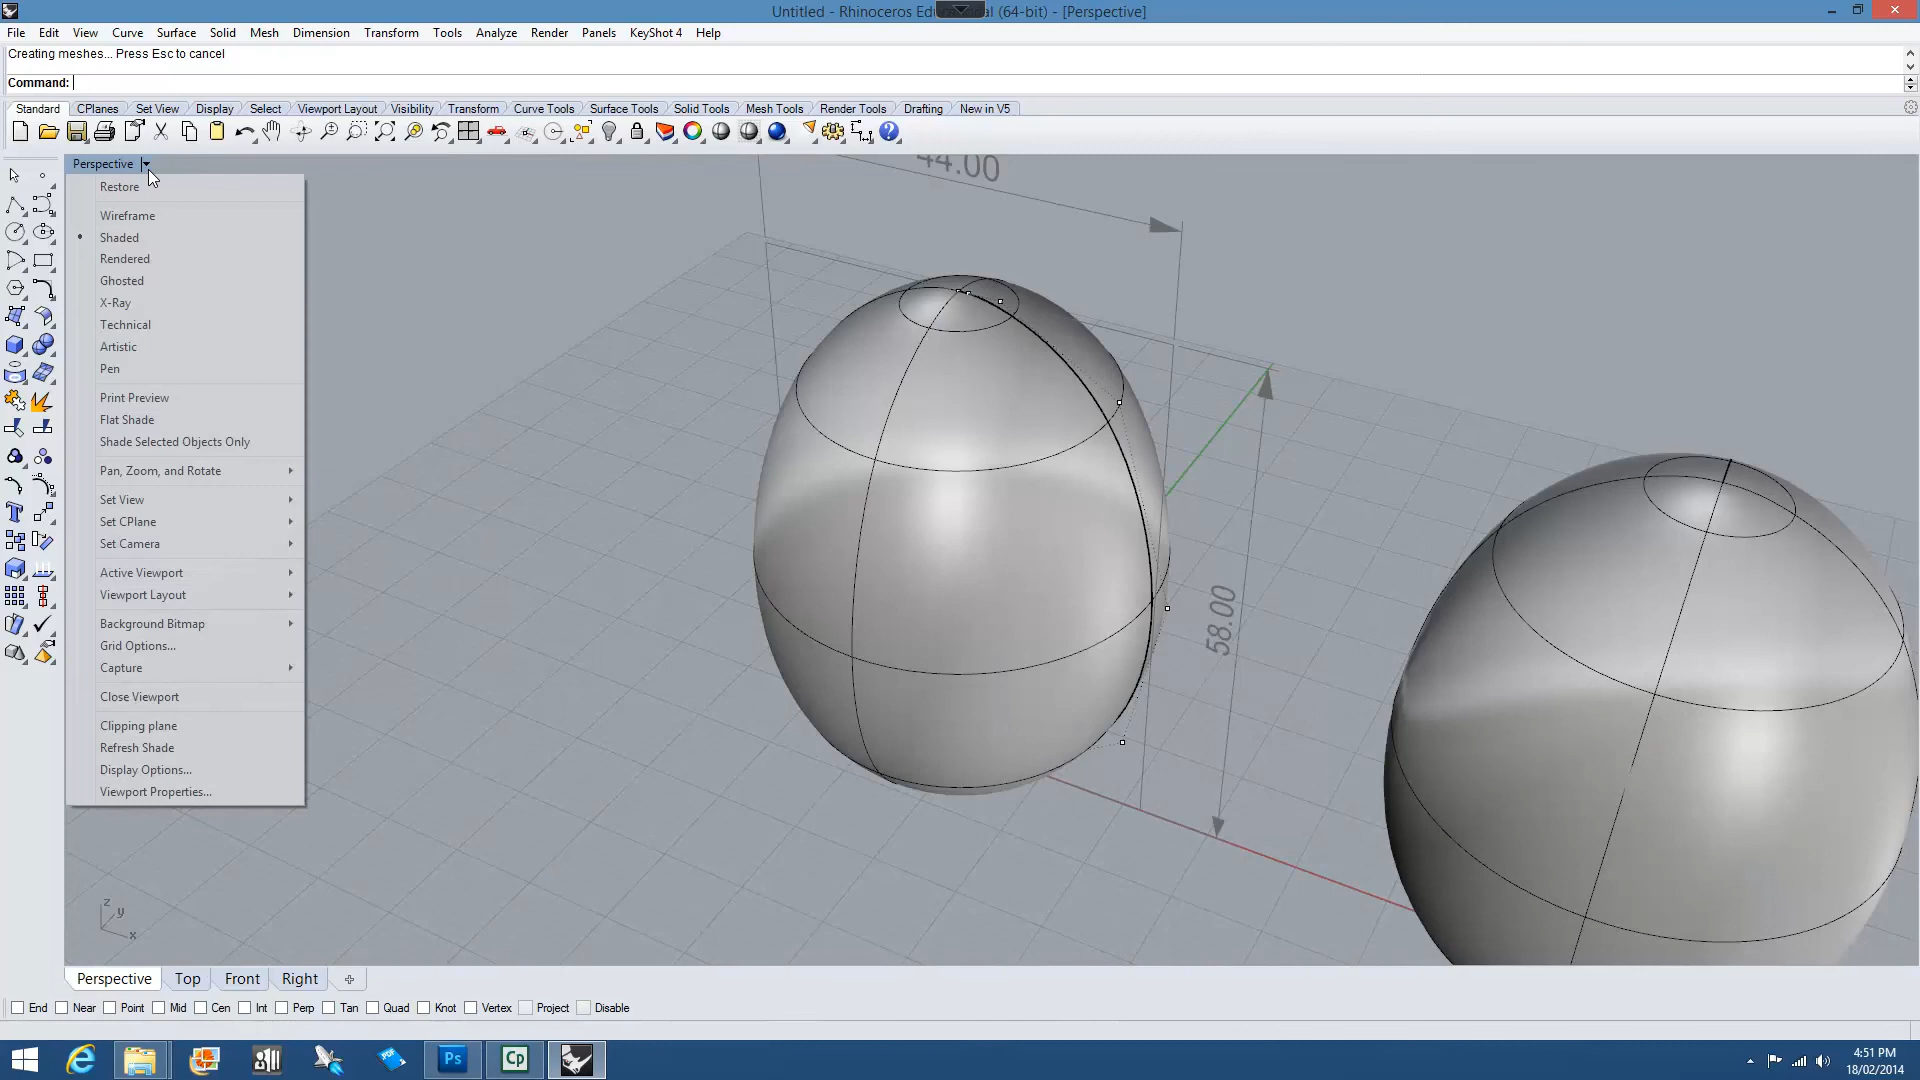 Untitled - Rhinoceros Educational (64-bit) - [Perspective]
File Edit View Curve Surface Solid Mesh Dimension Transform Tools Analyze Render Panels KeyShot 4 Help
Creating meshes... Press Esc to cancel
Command:
Standard CPlanes Set View Display Select Viewport Layout Visibility Transform Curve Tools Surface Tools Solid Tools Mesh Tools Render Tools Drafting New in V5
Perspective
Restore
Wireframe
Shaded
Rendered
Ghosted
X-Ray
Technical
Artistic
Pen
Print Preview
Flat Shade
Shade Selected Objects Only
Pan, Zoom, and Rotate
Set View
Set CPlane
Set Camera
Active Viewport
Viewport Layout
Background Bitmap
Grid Options...
Capture
Close Viewport
Clipping plane
Refresh Shade
Display Options...
Viewport Properties...
44.00
58.00
z
y
x
Perspective Top Front Right
End Near Point Mid Cen Int Perp Tan Quad Knot Vertex Project Disable
Ps Cp
4:51 PM
18/02/2014